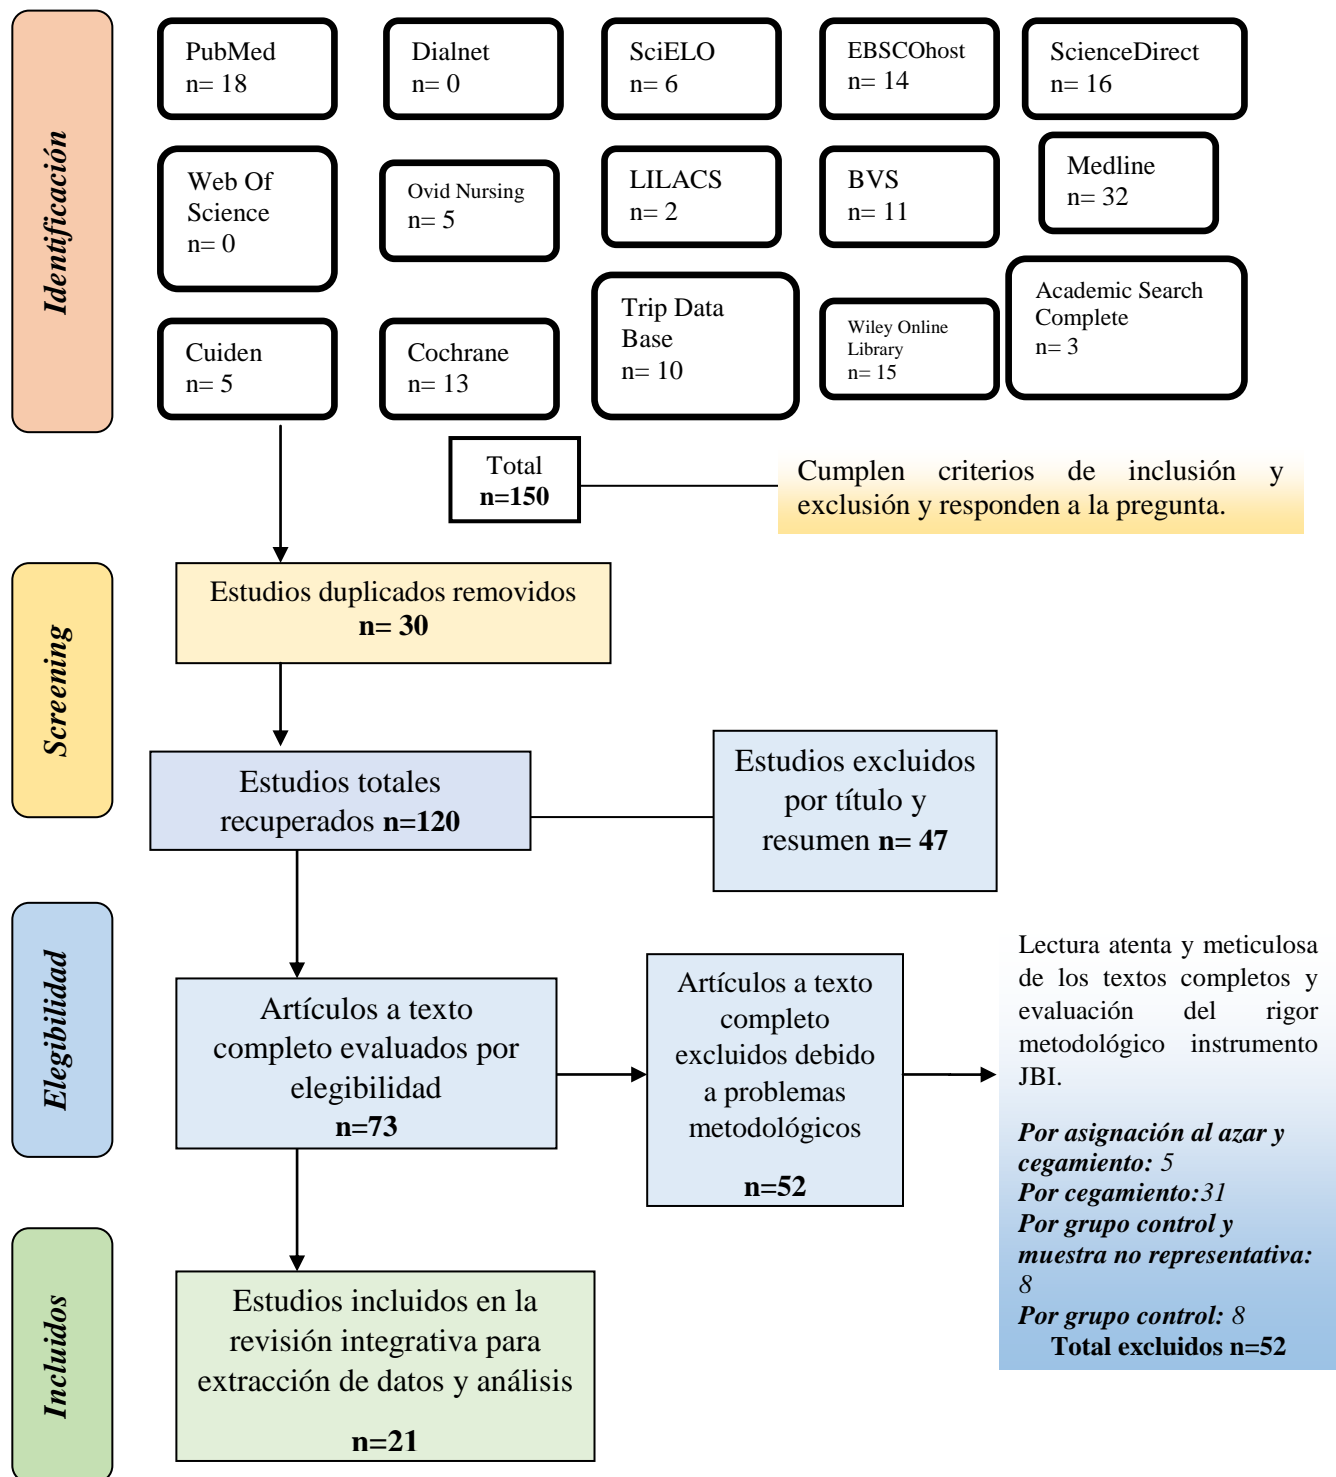 Identificación
PubMed
n= 18
Dialnet
n= 0
SciELO
n= 6
EBSCOhost
n= 14
ScienceDirect
n= 16
Web Of
Science
n= 0
Ovid Nursing
n= 5
LILACS
n= 2
BVS
n= 11
Medline
n= 32
Cuiden
n= 5
Cochrane
n= 13
Trip Data
Base
n= 10
Wiley Online
Library
n= 15
Academic Search
Complete
n= 3
Total
n=150
Cumplen criterios de inclusión y
exclusión y responden a la pregunta.
Screening
Estudios duplicados removidos
n= 30
Estudios totales
recuperados n=120
Estudios excluidos
por título y
resumen n= 47
Elegibilidad
Artículos a texto
completo evaluados por
elegibilidad
n=73
Artículos a texto
completo
excluidos debido
a problemas
metodológicos
n=52
Lectura atenta y meticulosa
de los textos completos y
evaluación del rigor
metodológico instrumento
JBI.
Por asignación al azar y
cegamiento: 5
Por cegamiento:31
Por grupo control y
muestra no representativa:
8
Por grupo control: 8
Total excluidos n=52
Incluidos
Estudios incluidos en la
revisión integrativa para
extracción de datos y análisis
n=21